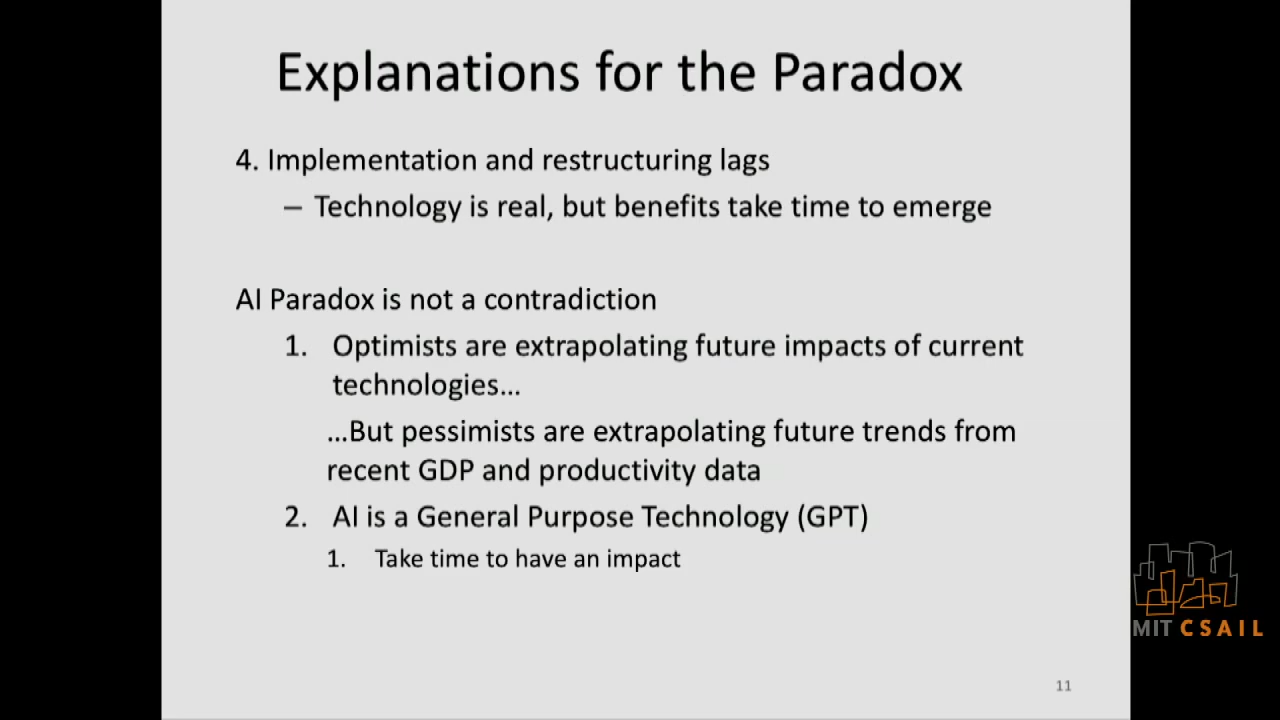 Explanations for the Paradox
4. Implementation and restructuring lags
– Technology is real, but benefits take time to emerge
AI Paradox is not a contradiction
1. Optimists are extrapolating future impacts of current
technologies…
…But pessimists are extrapolating future trends from
recent GDP and productivity data
2. AI is a General Purpose Technology (GPT)
1. Take time to have an impact
MIT CSAIL
11